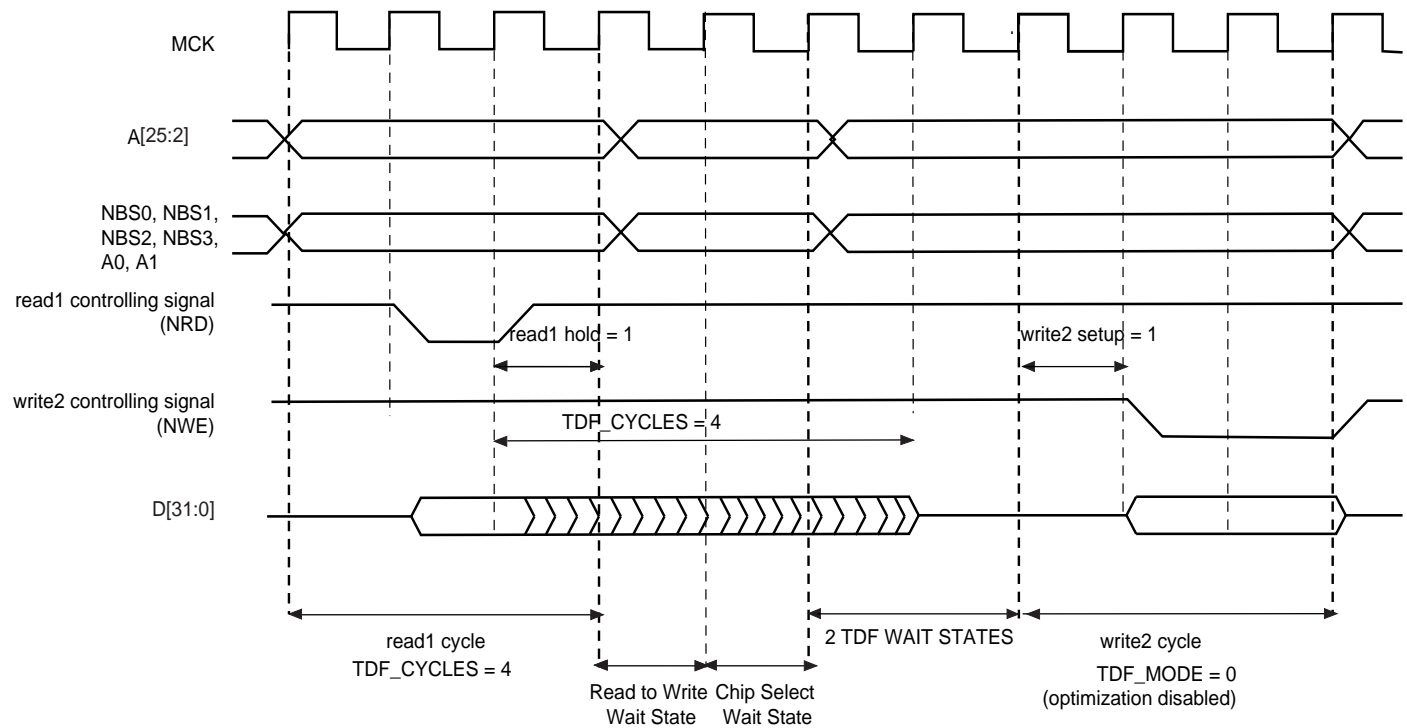 MCK
A[25:2]
NBS0, NBS1,
NBS2, NBS3,
A0, A1
read1 controlling signal
(NRD)
read1 hold = 1
write2 setup = 1
write2 controlling signal
(NWE)
TDF_CYCLES = 4
D[31:0]
read1 cycle
TDF_CYCLES = 4
2 TDF WAIT STATES
write2 cycle
TDF_MODE = 0
(optimization disabled)
Read to Write
Wait State
Chip Select
Wait State